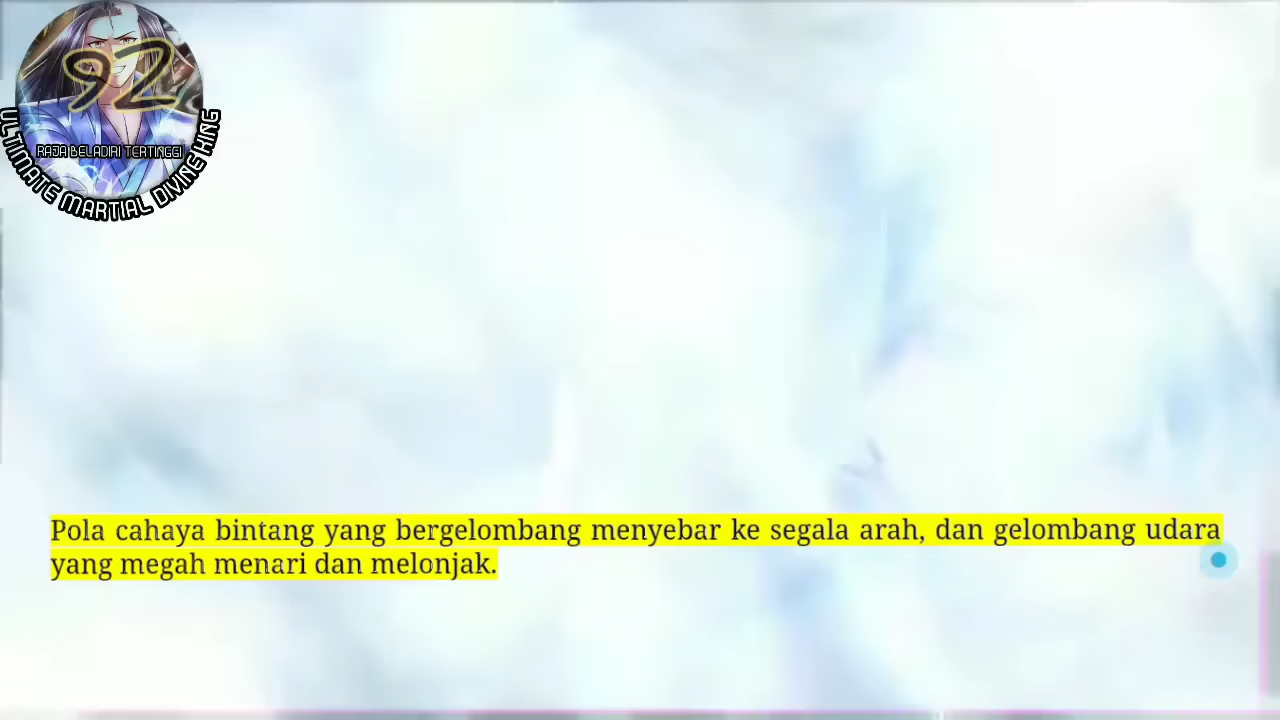 92
RAJA BELADIRI TERTINGGI
ULTIMATE MARTIAL DIVINE KING
Pola cahaya bintang yang bergelombang menyebar ke segala arah, dan gelombang udara
yang megah menari dan melonjak.